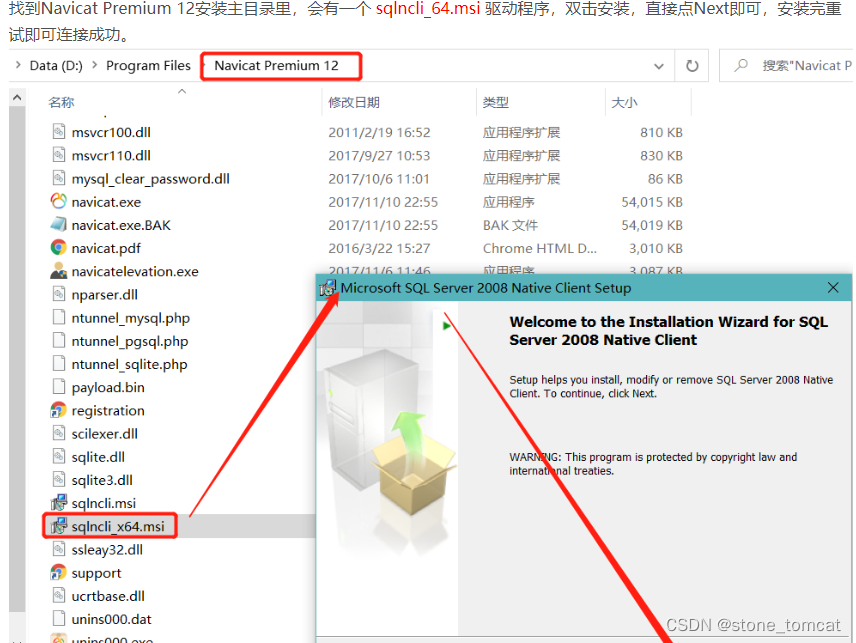 找到Navicat Premium 12安装主目录里，会有一个 sqlncli_64.msi 驱动程序，双击安装，直接点Next即可，安装完重
试即可连接成功。
Data (D:) > Program Files > Navicat Premium 12
搜索"Navicat P
名称 修改日期 类型 大小
msvcr100.dll 2011/2/19 16:52 应用程序扩展 810 KB
msvcr110.dll 2017/9/27 10:53 应用程序扩展 830 KB
mysql_clear_password.dll 2017/10/6 11:01 应用程序扩展 86 KB
navicat.exe 2017/11/10 22:55 应用程序 54,015 KB
navicat.exe.BAK 2017/11/10 22:55 BAK 文件 54,019 KB
navicat.pdf 2016/3/22 15:27 Chrome HTML D... 3,010 KB
navicatelevation.exe 2017/11/6 11:46 应用程序 3,087 KB
nparser.dll
ntunnel_mysql.php
ntunnel_pgsql.php
ntunnel_sqlite.php
payload.bin
registration
scilexer.dll
sqlite.dll
sqlite3.dll
sqlncli.msi
sqlncli_x64.msi
ssleay32.dll
support
ucrtbase.dll
unins000.dat
unins000.exe
Microsoft SQL Server 2008 Native Client Setup
Welcome to the Installation Wizard for SQL
Server 2008 Native Client
Setup helps you install, modify or remove SQL Server 2008 Native
Client. To continue, click Next.
WARNING: This program is protected by copyright law and
international treaties.
CSDN @stone_tomcat